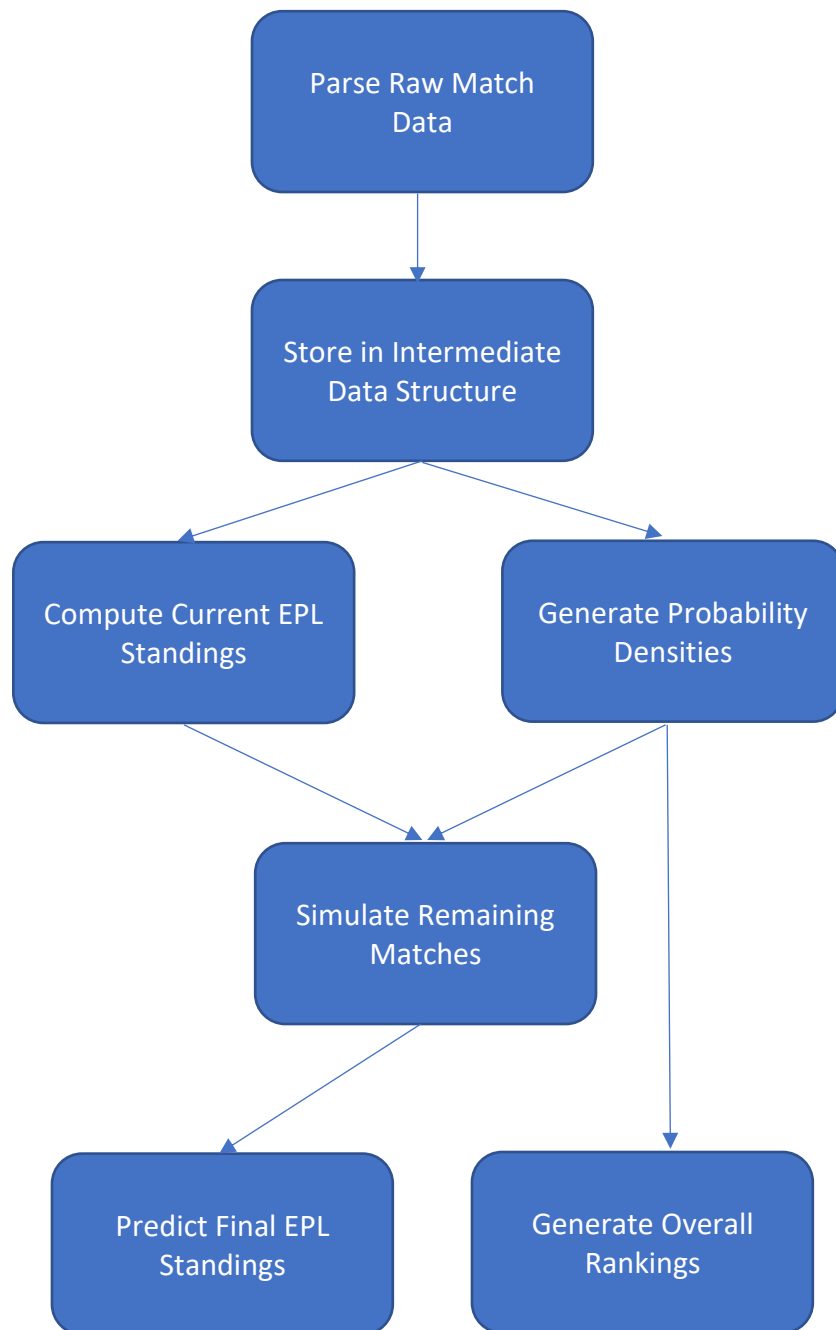 Parse Raw Match
Data
Store in Intermediate
Data Structure
Compute Current EPL
Standings
Generate Probability
Densities
Simulate Remaining
Matches
Predict Final EPL
Standings
Generate Overall
Rankings